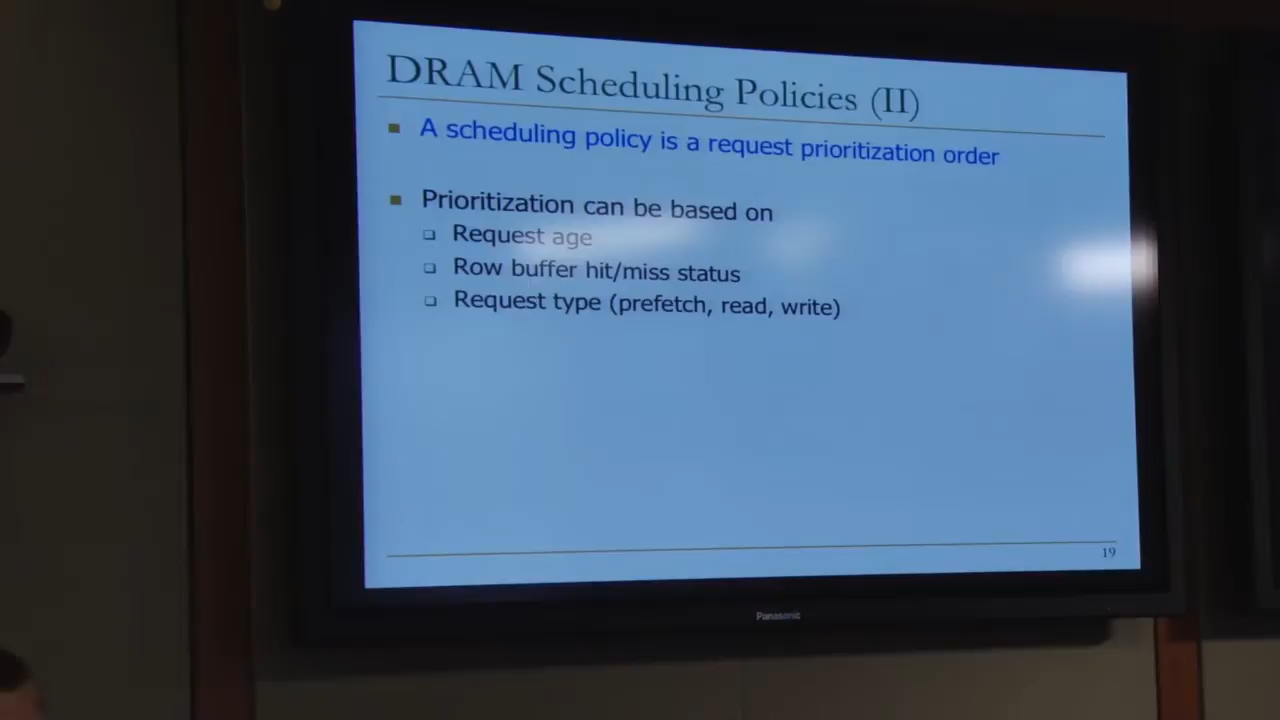 DRAM Scheduling Policies (II)
A scheduling policy is a request prioritization order
Prioritization can be based on
Request age
Row buffer hit/miss status
Request type (prefetch, read, write)
19
Panasonic